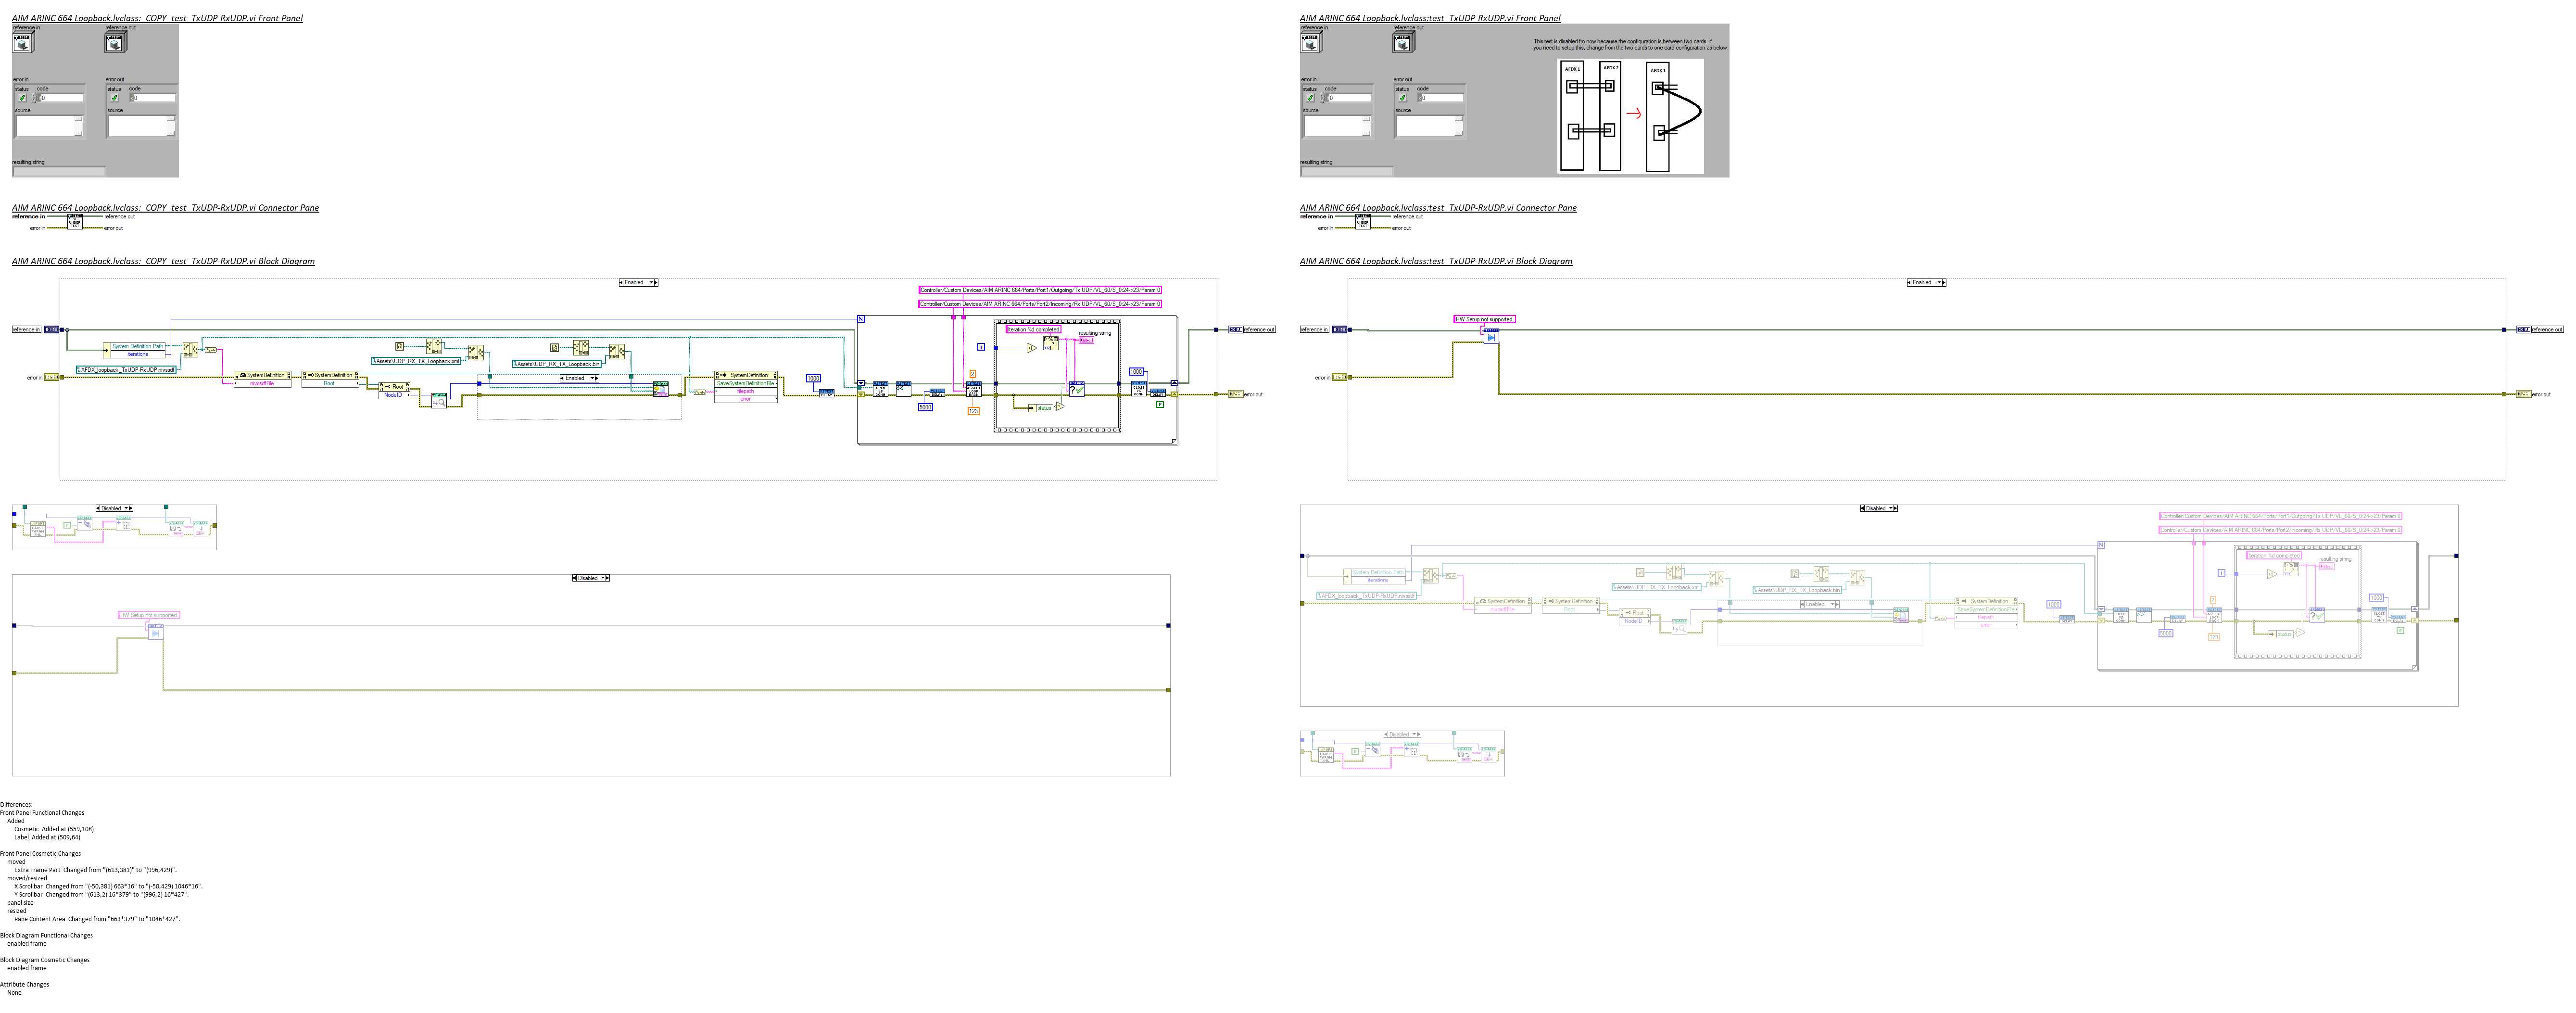 AIM ARINC 664 Loopback.lvclass:_COPY_test_TxUDP-RxUDP.vi Front Panel
reference in
reference out
error in
error out
status
code
status
code
0
0
source
source
resulting string
AIM ARINC 664 Loopback.lvclass:_COPY_test_TxUDP-RxUDP.vi Connector Pane
reference in
reference out
error in
error out
AIM ARINC 664 Loopback.lvclass:_COPY_test_TxUDP-RxUDP.vi Block Diagram
Enabled
Controller/Custom Devices/AIM ARINC 664/Ports/Port1/Outgoing/Tx UDP/VL_60/S_0:24->23/Param 0
Controller/Custom Devices/AIM ARINC 664/Ports/Port2/Incoming/Rx UDP/VL_60/S_0:24->23/Param 0
reference in
reference out
System Definition Path
iterations
Iteration %d completed
resulting string
.\Assets\UDP_RX_TX_Loopback.xml
.\Assets\UDP_RX_TX_Loopback.bin
.\AFDX_loopback_TxUDP-RxUDP.nivssdf
error in
SystemDefinition
nivssdfFile
SystemDefinition
Root
Root
NodeID
Enabled
SystemDefinition
SaveSystemDefinitionFile
filepath
error
1000
5000
2
123
status
1000
F
error out
Disabled
F
Disabled
HW Setup not supported
Differences:
Front Panel Functional Changes
Added
Cosmetic Added at (559,108)
Label Added at (509,64)
Front Panel Cosmetic Changes
moved
Extra Frame Part Changed from "(613,381)" to "(996,429)".
moved/resized
X Scrollbar Changed from "(-50,381) 663*16" to "(-50,429) 1046*16".
Y Scrollbar Changed from "(613,2) 16*379" to "(996,2) 16*427".
panel size
resized
Pane Content Area Changed from "663*379" to "1046*427".
Block Diagram Functional Changes
enabled frame
Block Diagram Cosmetic Changes
enabled frame
Attribute Changes
None
AIM ARINC 664 Loopback.lvclass:test_TxUDP-RxUDP.vi Front Panel
reference in
reference out
This test is disabled fro now because the configuration is between two cards. If
you need to setup this, change from the two cards to one card configuration as below:
AFDX 1
AFDX 2
AFDX 1
error in
error out
status
code
status
code
0
0
source
source
resulting string
AIM ARINC 664 Loopback.lvclass:test_TxUDP-RxUDP.vi Connector Pane
reference in
reference out
error in
error out
AIM ARINC 664 Loopback.lvclass:test_TxUDP-RxUDP.vi Block Diagram
Enabled
HW Setup not supported
reference in
reference out
error in
error out
Disabled
Controller/Custom Devices/AIM ARINC 664/Ports/Port1/Outgoing/Tx UDP/VL_60/S_0:24->23/Param 0
Controller/Custom Devices/AIM ARINC 664/Ports/Port2/Incoming/Rx UDP/VL_60/S_0:24->23/Param 0
System Definition Path
iterations
Iteration %d completed
resulting string
.\Assets\UDP_RX_TX_Loopback.xml
.\Assets\UDP_RX_TX_Loopback.bin
.\AFDX_loopback_TxUDP-RxUDP.nivssdf
SystemDefinition
nivssdfFile
SystemDefinition
Root
Root
NodeID
Enabled
SystemDefinition
SaveSystemDefinitionFile
filepath
error
1000
5000
2
123
status
1000
F
Disabled
F